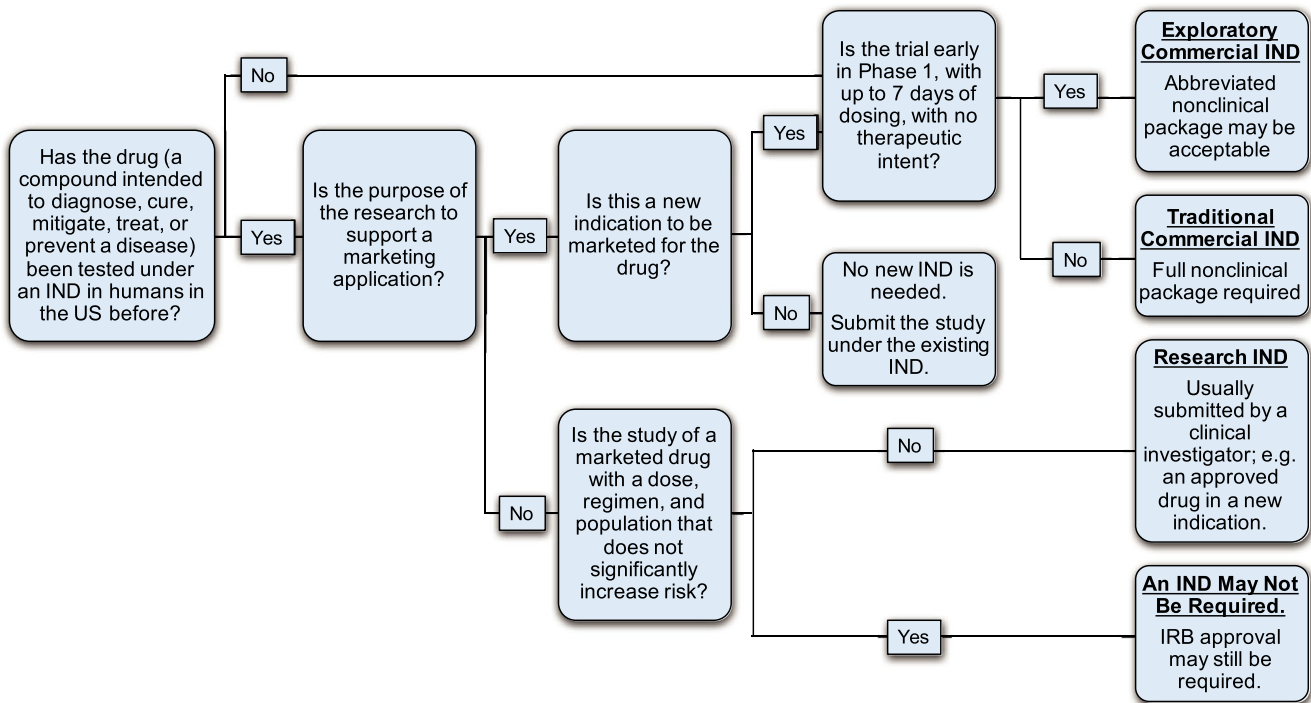 Has the drug (a
compound intended
to diagnose, cure,
mitigate, treat, or
prevent a disease)
been tested under
an IND in humans in
the US before?
No
Yes
Is the purpose of
the research to
support a
marketing
application?
Yes
No
Is this a new
indication to be
marketed for the
drug?
Yes
No
Is the trial early
in Phase 1, with
up to 7 days of
dosing, with no
therapeutic
intent?
Yes
No
Exploratory
Commercial IND
Abbreviated
nonclinical
package may be
acceptable
Traditional
Commercial IND
Full nonclinical
package required
No new IND is
needed.
Submit the study
under the existing
IND.
Is the study of a
marketed drug
with a dose,
regimen, and
population that
does not
significantly
increase risk?
No
Yes
Research IND
Usually
submitted by a
clinical
investigator; e.g.
an approved
drug in a new
indication.
An IND May Not
Be Required.
IRB approval
may still be
required.